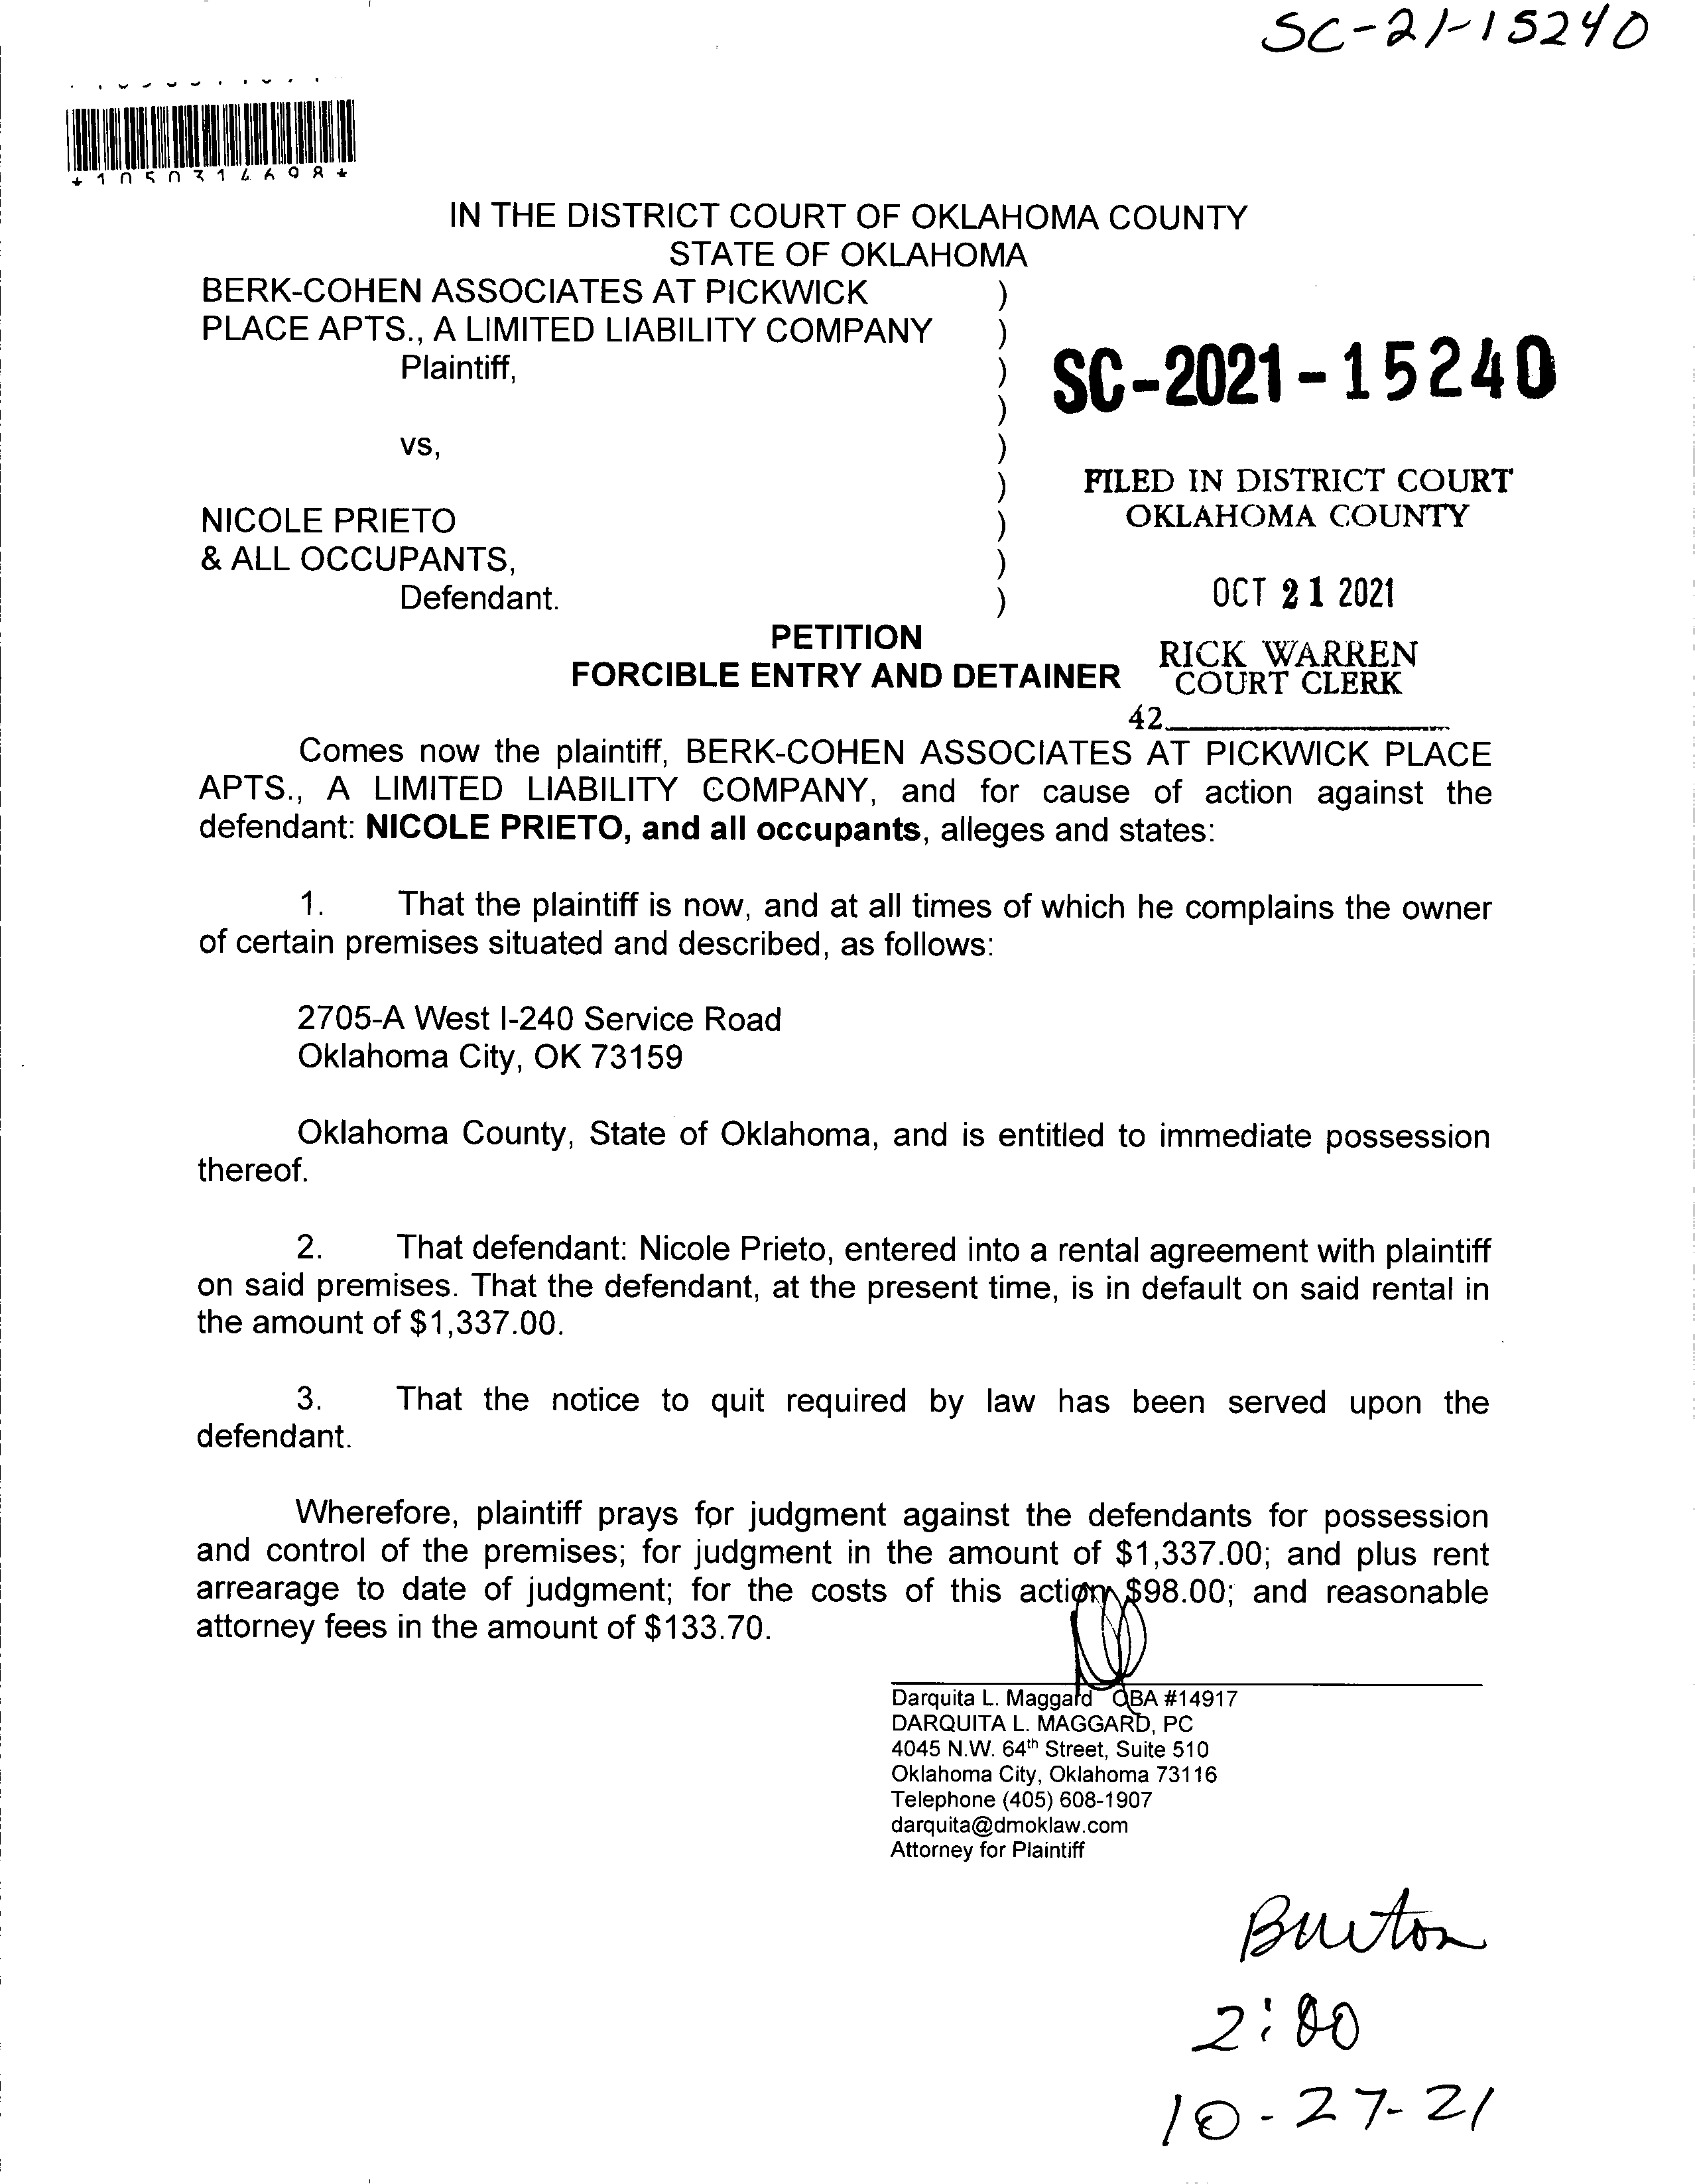 SC-21-15240
*1050314698*
IN THE DISTRICT COURT OF OKLAHOMA COUNTY
STATE OF OKLAHOMA
BERK-COHEN ASSOCIATES AT PICKWICK )
PLACE APTS., A LIMITED LIABILITY COMPANY )
Plaintiff, )
)
SC-2021-15240
vs, )
)
FILED IN DISTRICT COURT
OKLAHOMA COUNTY
NICOLE PRIETO )
& ALL OCCUPANTS, )
Defendant. )
OCT 21 2021
PETITION
FORCIBLE ENTRY AND DETAINER
RICK WARREN
COURT CLERK
42
Comes now the plaintiff, BERK-COHEN ASSOCIATES AT PICKWICK PLACE
APTS., A LIMITED LIABILITY COMPANY, and for cause of action against the
defendant: NICOLE PRIETO, and all occupants, alleges and states:
1. That the plaintiff is now, and at all times of which he complains the owner
of certain premises situated and described, as follows:
2705-A West I-240 Service Road
Oklahoma City, OK 73159
Oklahoma County, State of Oklahoma, and is entitled to immediate possession
thereof.
2. That defendant: Nicole Prieto, entered into a rental agreement with plaintiff
on said premises. That the defendant, at the present time, is in default on said rental in
the amount of $1,337.00.
3. That the notice to quit required by law has been served upon the
defendant.
Wherefore, plaintiff prays for judgment against the defendants for possession
and control of the premises; for judgment in the amount of $1,337.00; and plus rent
arrearage to date of judgment; for the costs of this action $98.00; and reasonable
attorney fees in the amount of $133.70.
Darquita L. Maggard OBA #14917
DARQUITA L. MAGGARD, PC
4045 N.W. 64th Street, Suite 510
Oklahoma City, Oklahoma 73116
Telephone (405) 608-1907
darquita@dmoklaw.com
Attorney for Plaintiff
Burton
2:00
10-27-21